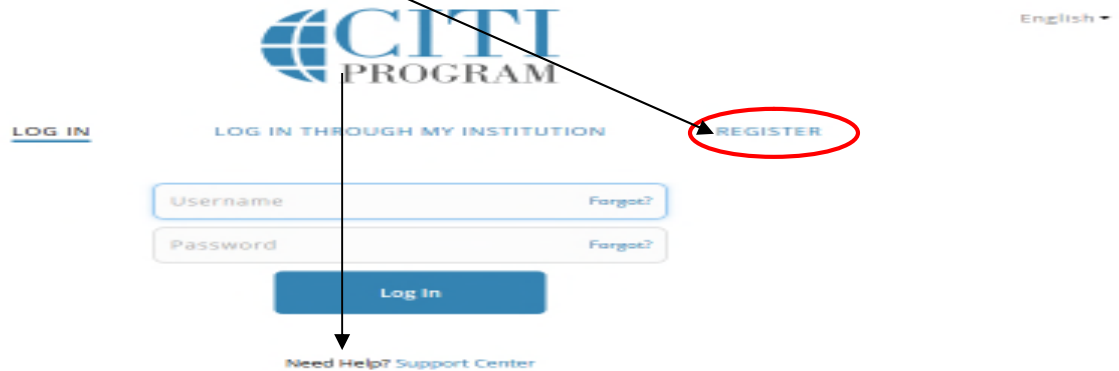 English
CITI
PROGRAM
LOG IN LOG IN THROUGH MY INSTITUTION REGISTER
Username Forgot?
Password Forgot?
Log In
Need Help? Support Center